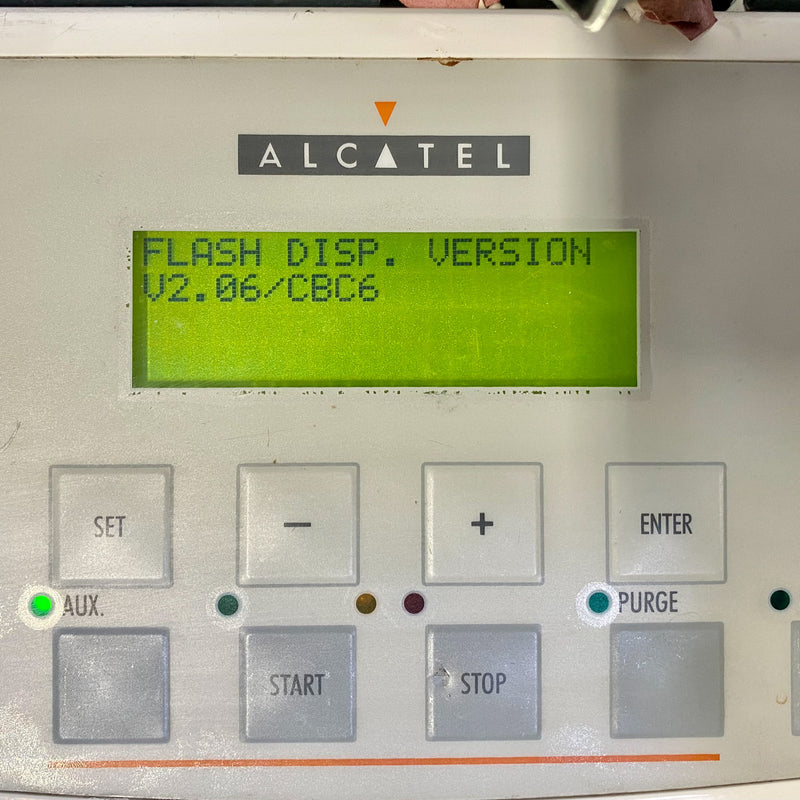 ALCATEL
FLASH DISP. VERSION
V2.06/CBC6
SET - + ENTER
AUX. PURGE
START STOP